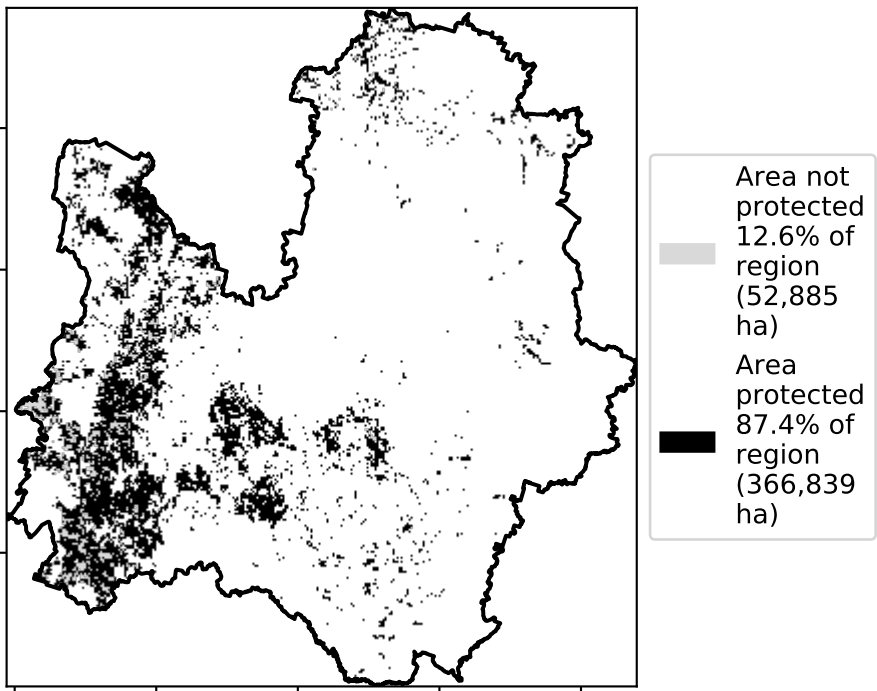 Area not
protected
12.6% of
region
(52,885
ha)
Area
protected
87.4% of
region
(366,839
ha)